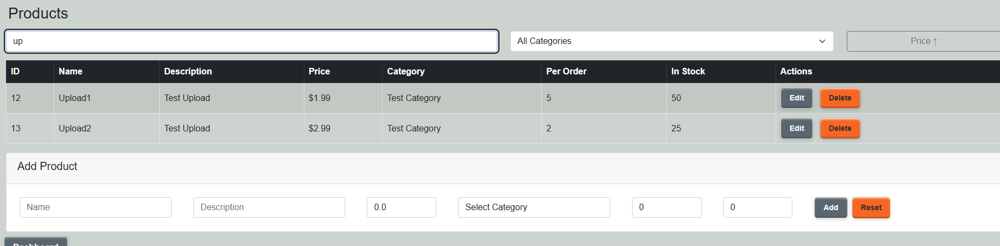 Products
up All Categories Price ↑
ID Name Description Price Category Per Order In Stock Actions
12 Upload1 Test Upload $1.99 Test Category 5 50 Edit Delete
13 Upload2 Test Upload $2.99 Test Category 2 25 Edit Delete
Add Product
Name Description 0.0 Select Category 0 0 Add Reset
Dashboard